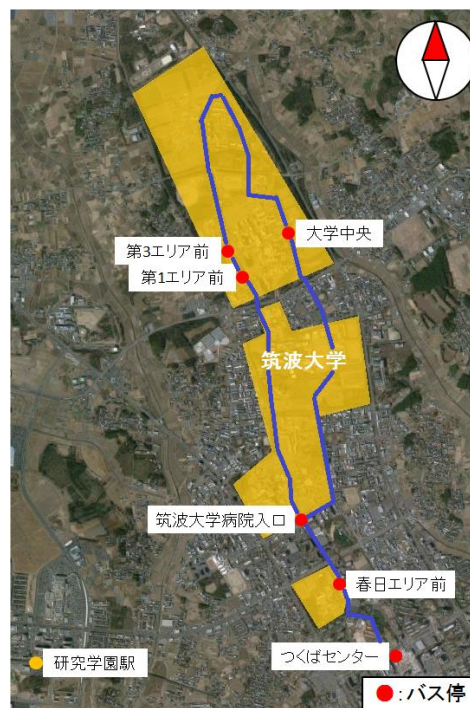 大学中央
第3エリア前
第1エリア前
筑波大学
筑波大学病院入口
春日エリア前
つくばセンター
研究学園駅
:バス停